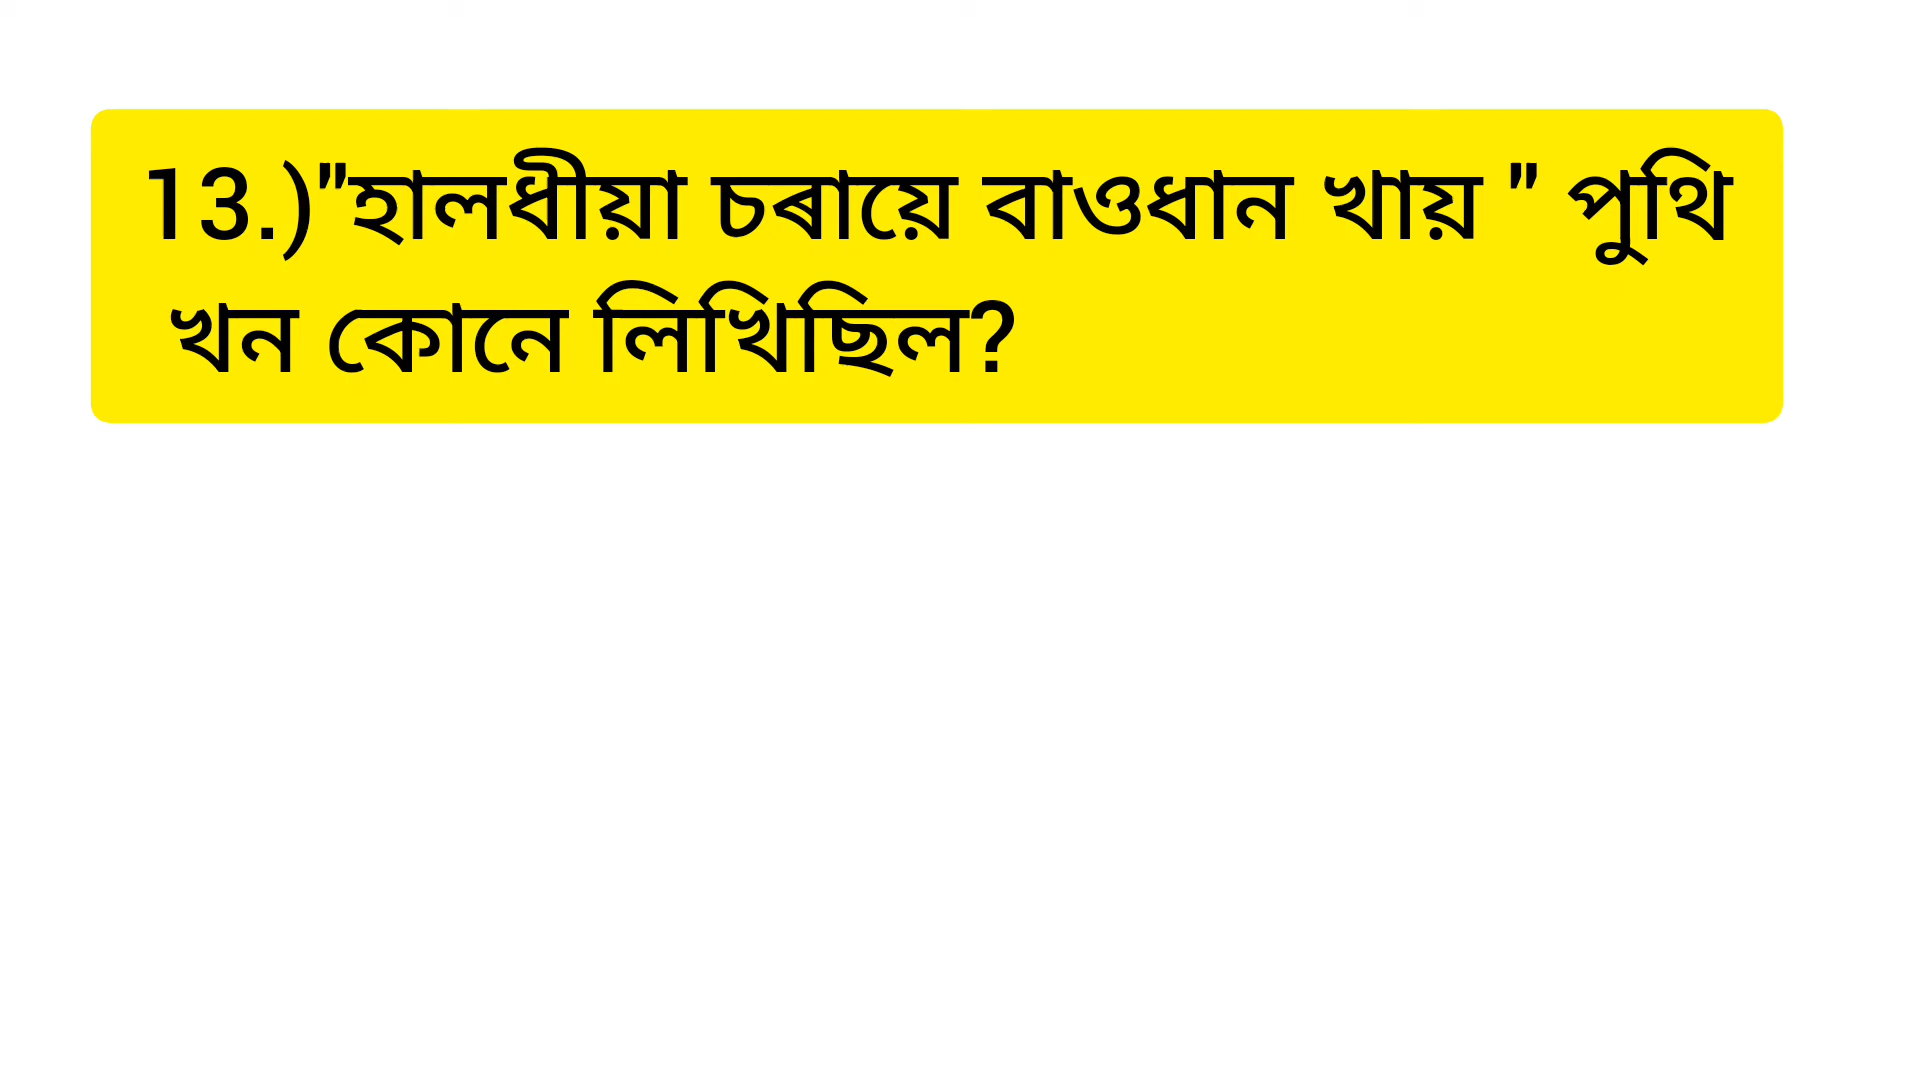 13.)"হালধীয়া চৰায়ে বাওধান খায় " পুথি
খন কোনে লিখিছিল?